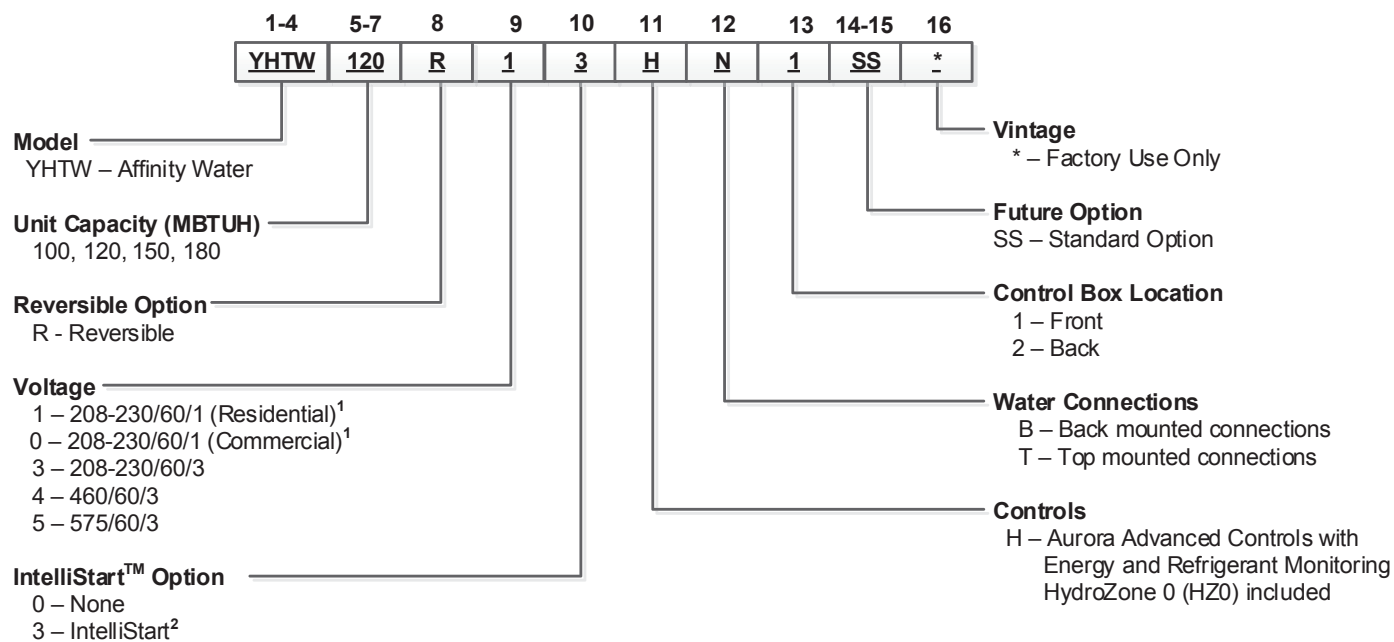 1-4 5-7 8 9 10 11 12 13 14-15 16
YHTW 120 R 1 3 H N 1 SS *
Model
YHTW – Affinity Water
Unit Capacity (MBTUH)
100, 120, 150, 180
Reversible Option
R - Reversible
Voltage
1 – 208-230/60/1 (Residential)¹
0 – 208-230/60/1 (Commercial)¹
3 – 208-230/60/3
4 – 460/60/3
5 – 575/60/3
IntelliStart™ Option
0 – None
3 – IntelliStart²
Vintage
* – Factory Use Only
Future Option
SS – Standard Option
Control Box Location
1 – Front
2 – Back
Water Connections
B – Back mounted connections
T – Top mounted connections
Controls
H – Aurora Advanced Controls with
Energy and Refrigerant Monitoring
HydroZone 0 (HZ0) included